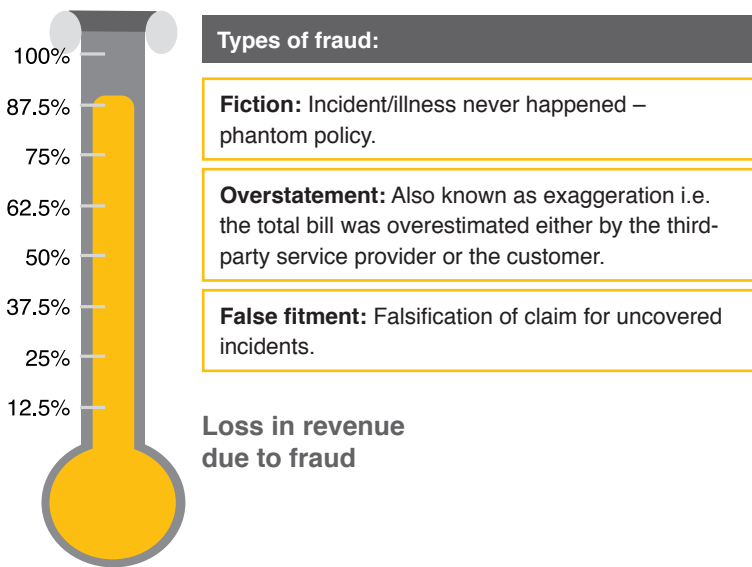 100%
87.5%
75%
62.5%
50%
37.5%
25%
12.5%
Types of fraud:
Fiction: Incident/illness never happened –
phantom policy.
Overstatement: Also known as exaggeration i.e.
the total bill was overestimated either by the third-
party service provider or the customer.
False fitment: Falsification of claim for uncovered
incidents.
Loss in revenue
due to fraud